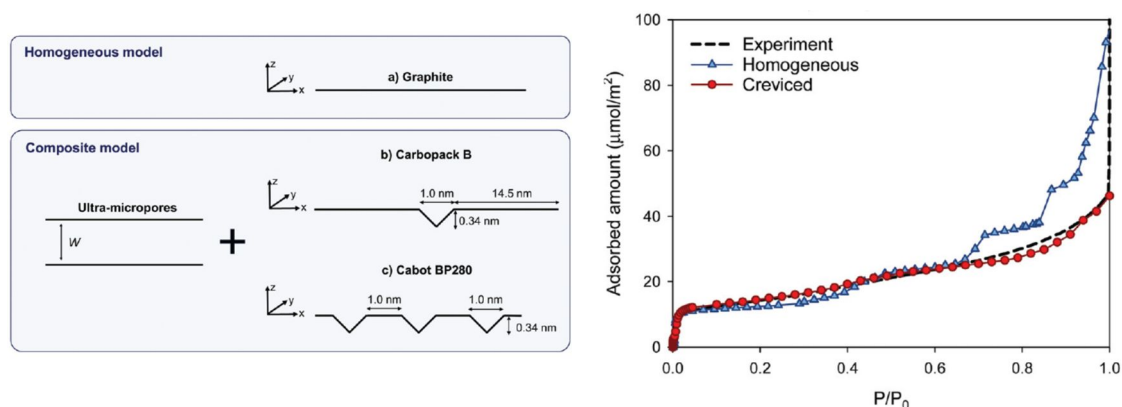 Homogeneous model
z
y
x
a) Graphite
Composite model
Ultra-micropores
W
+
b) Carbopack B
z
y
x
1.0 nm
14.5 nm
0.34 nm
c) Cabot BP280
z
y
x
1.0 nm
1.0 nm
0.34 nm
Adsorbed amount (μmol/m²)
100
80
60
40
20
0
Experiment
Homogeneous
Creviced
0.0 0.2 0.4 0.6 0.8 1.0
P/P₀